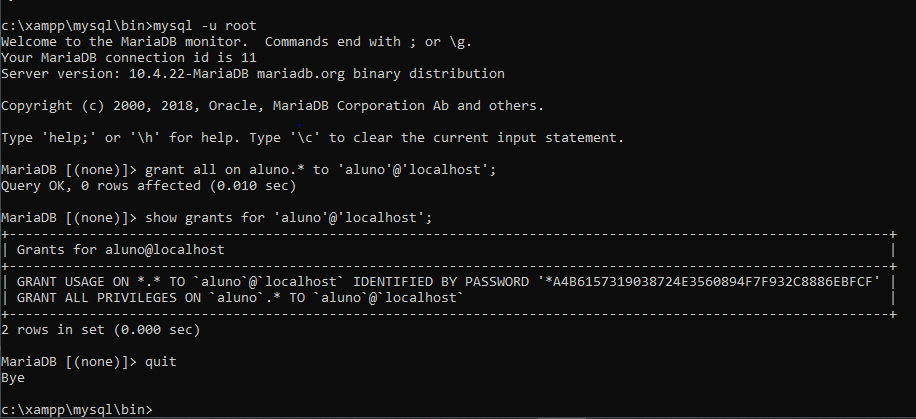 c:\xampp\mysql\bin>mysql -u root
Welcome to the MariaDB monitor.  Commands end with ; or \g.
Your MariaDB connection id is 11
Server version: 10.4.22-MariaDB mariadb.org binary distribution
Copyright (c) 2000, 2018, Oracle, MariaDB Corporation Ab and others.
Type 'help;' or '\h' for help. Type '\c' to clear the current input statement.
MariaDB [(none)]> grant all on aluno.* to 'aluno'@'localhost';
Query OK, 0 rows affected (0.010 sec)
MariaDB [(none)]> show grants for 'aluno'@'localhost';
+--------------------------------------------------------------------------------------------------------------+
| Grants for aluno@localhost                                                                                   |
+--------------------------------------------------------------------------------------------------------------+
| GRANT USAGE ON *.* TO `aluno`@`localhost` IDENTIFIED BY PASSWORD '*A4B6157319038724E3560894F7F932C8886EBFCF' |
| GRANT ALL PRIVILEGES ON `aluno`.* TO `aluno`@`localhost`                                                     |
+--------------------------------------------------------------------------------------------------------------+
2 rows in set (0.000 sec)
MariaDB [(none)]> quit
Bye
c:\xampp\mysql\bin>